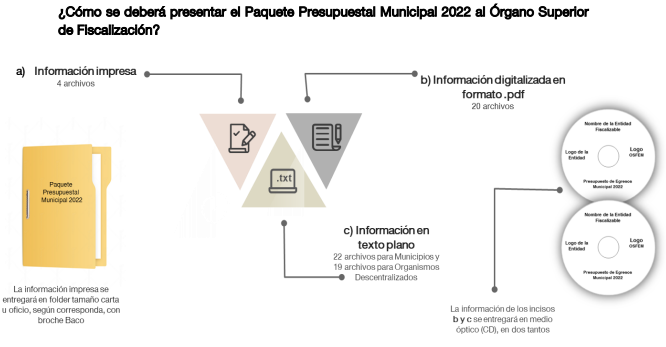 ¿Cómo se deberá presentar el Paquete Presupuestal Municipal 2022 al Órgano Superior
de Fiscalización?
a) Información impresa
4 archivos
b) Información digitalizada en
formato .pdf
20 archivos
.txt
c) Información en
texto plano
22 archivos para Municipios y
19 archivos para Organismos
Descentralizados
Paquete
Presupuestal
Municipal 2022
La información impresa se
entregará en folder tamaño carta
u oficio, según corresponda, con
broche Baco
Nombre de la Entidad
Fiscalizable
Logo de la
Entidad
Logo
OSFEM
Presupuesto de Egresos
Municipal 2022
Nombre de la Entidad
Fiscalizable
Logo de la
Entidad
Logo
OSFEM
Presupuesto de Egresos
Municipal 2022
La información de los incisos
b y c se entregará en medio
óptico (CD), en dos tantos